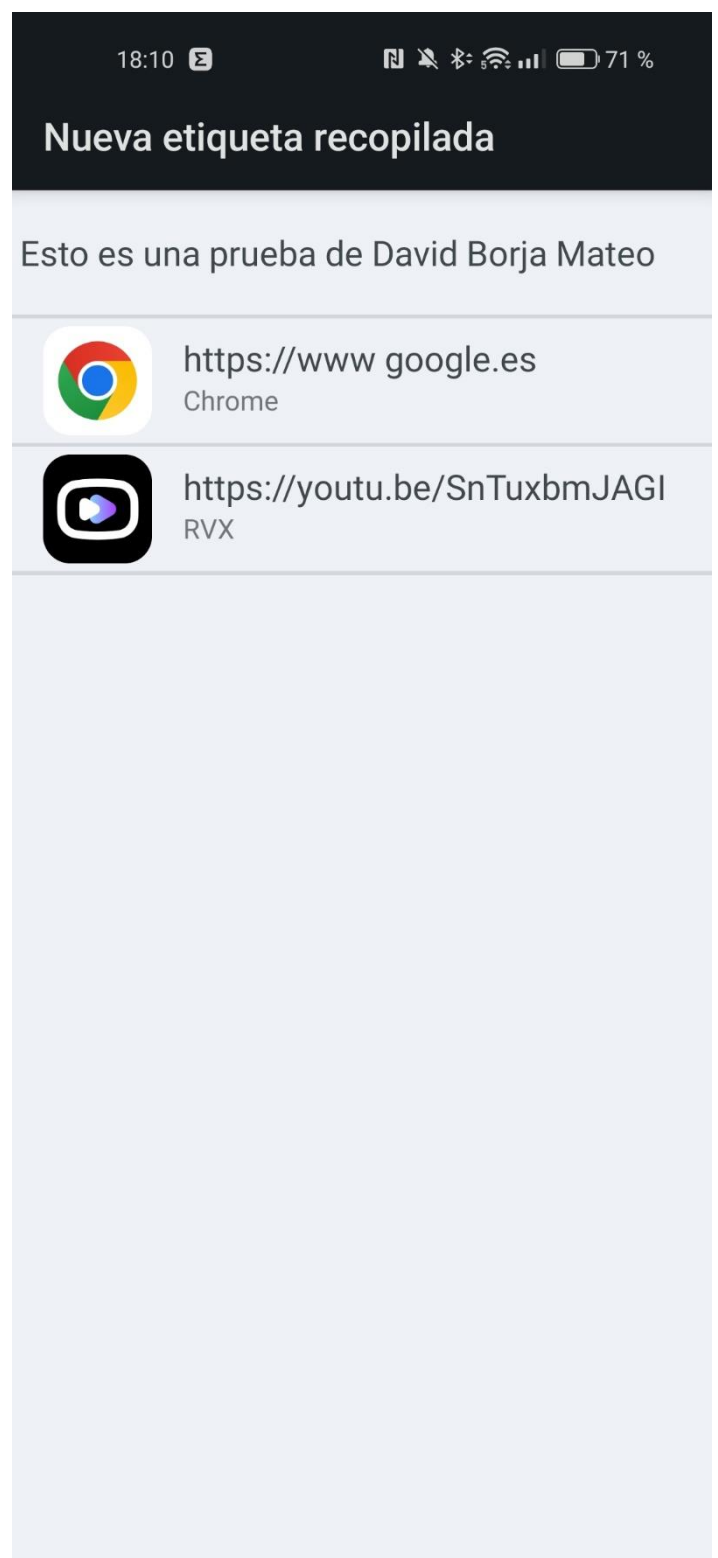 18:10 71 %
Nueva etiqueta recopilada
Esto es una prueba de David Borja Mateo
https://www google.es
Chrome
https://youtu.be/SnTuxbmJAGI
RVX